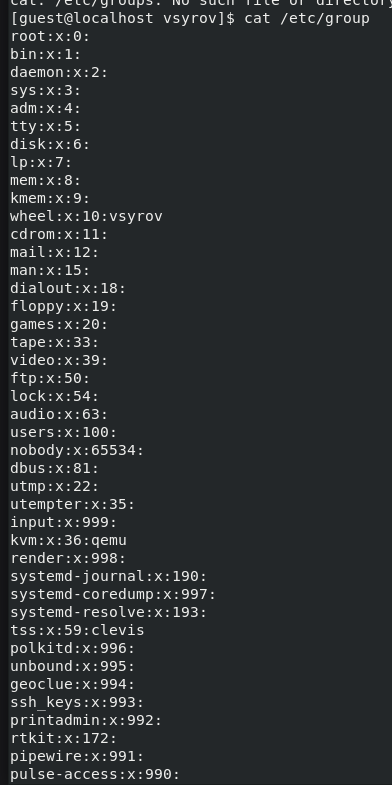 cat: /etc/groups: No such file or directory
[guest@localhost vsyrov]$ cat /etc/group
root:x:0:
bin:x:1:
daemon:x:2:
sys:x:3:
adm:x:4:
tty:x:5:
disk:x:6:
lp:x:7:
mem:x:8:
kmem:x:9:
wheel:x:10:vsyrov
cdrom:x:11:
mail:x:12:
man:x:15:
dialout:x:18:
floppy:x:19:
games:x:20:
tape:x:33:
video:x:39:
ftp:x:50:
lock:x:54:
audio:x:63:
users:x:100:
nobody:x:65534:
dbus:x:81:
utmp:x:22:
utempter:x:35:
input:x:999:
kvm:x:36:qemu
render:x:998:
systemd-journal:x:190:
systemd-coredump:x:997:
systemd-resolve:x:193:
tss:x:59:clevis
polkitd:x:996:
unbound:x:995:
geoclue:x:994:
ssh_keys:x:993:
printadmin:x:992:
rtkit:x:172:
pipewire:x:991:
pulse-access:x:990: